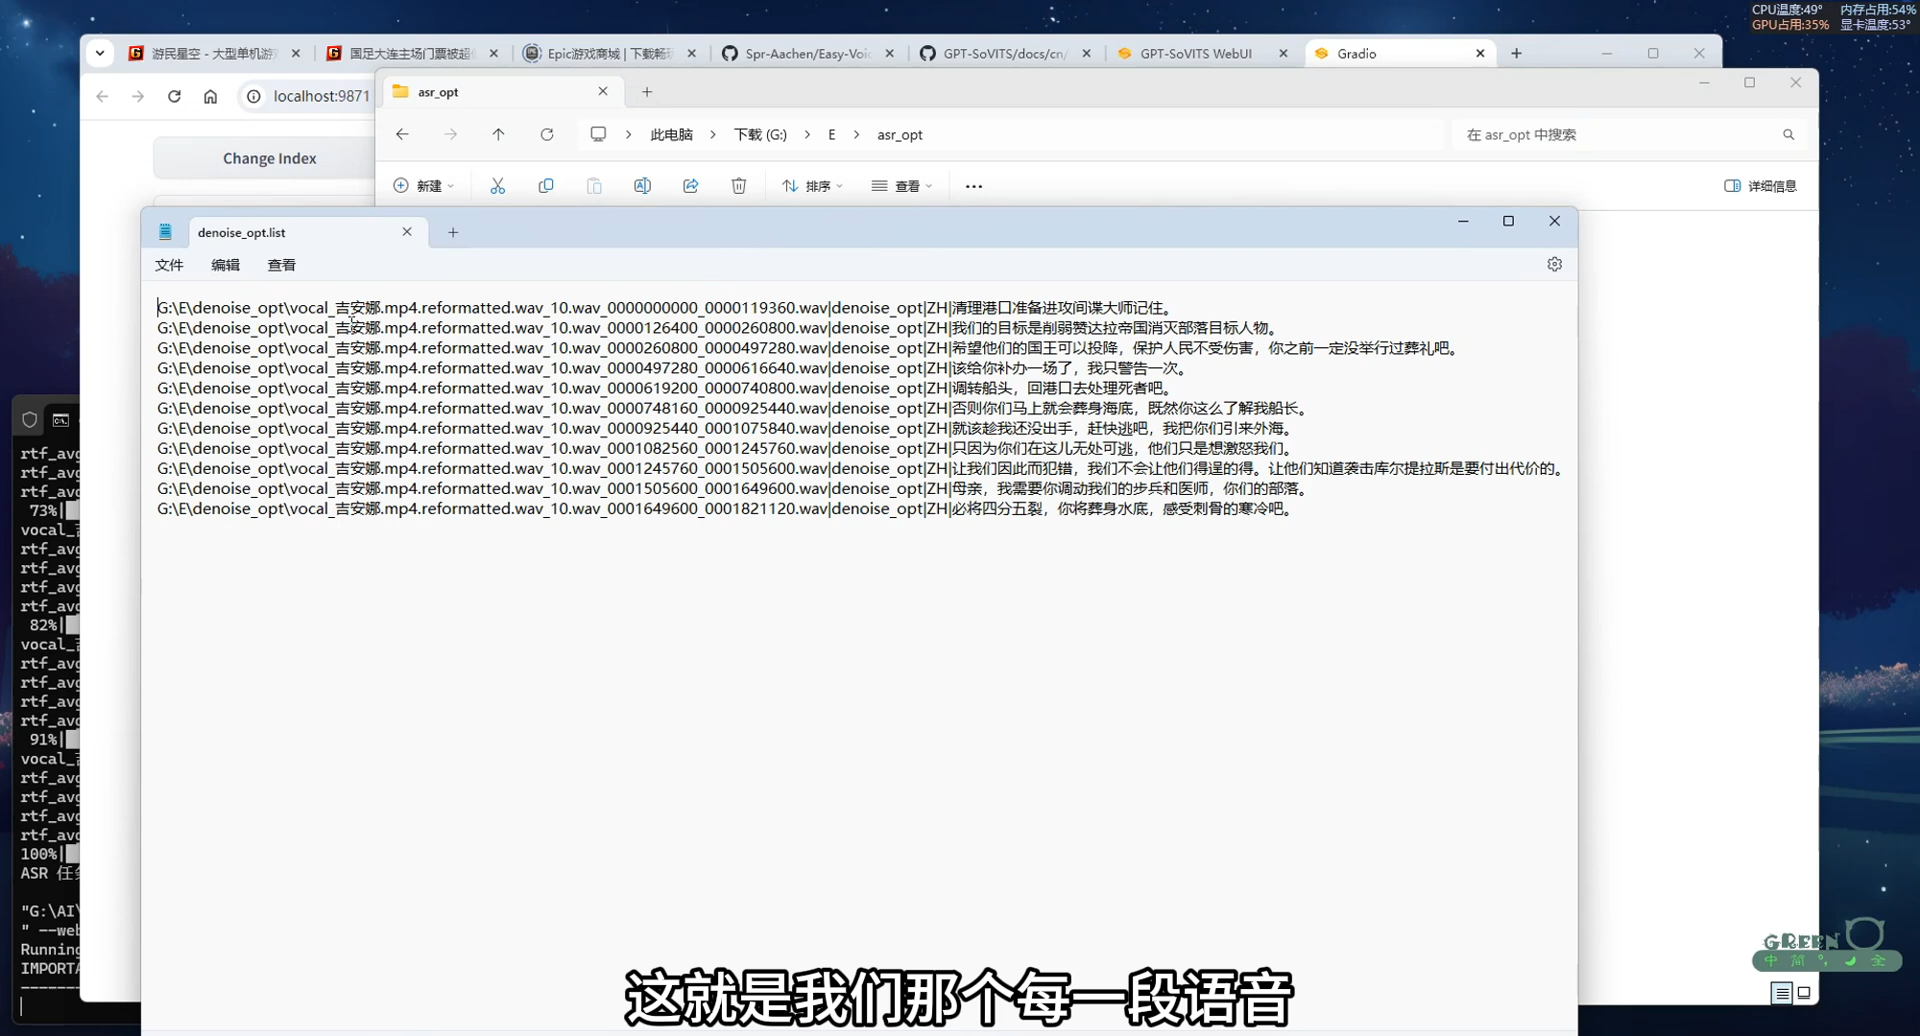 CPU温度:49° 内存占用:54%
GPU占用:35% 显卡温度:53°
游民星空 - 大型单机游
国足大连主场门票被超
Epic游戏商城 | 下载畅
Spr-Aachen/Easy-Voic
GPT-SoVITS/docs/cn/
GPT-SoVITS WebUI
Gradio
localhost:9871
asr_opt
此电脑 > 下载 (G:) > E > asr_opt
在 asr_opt 中搜索
Change Index
新建
排序
查看
详细信息
denoise_opt.list
文件 编辑 查看
G:\E\denoise_opt\vocal_吉安娜.mp4.reformatted.wav_10.wav_0000000000_0000119360.wav|denoise_opt|ZH|清理港口准备进攻间谍大师记住。
G:\E\denoise_opt\vocal_吉安娜.mp4.reformatted.wav_10.wav_0000126400_0000260800.wav|denoise_opt|ZH|我们的目标是削弱赞达拉帝国消灭部落目标人物。
G:\E\denoise_opt\vocal_吉安娜.mp4.reformatted.wav_10.wav_0000260800_0000497280.wav|denoise_opt|ZH|希望他们的国王可以投降，保护人民不受伤害，你之前一定没举行过葬礼吧。
G:\E\denoise_opt\vocal_吉安娜.mp4.reformatted.wav_10.wav_0000497280_0000616640.wav|denoise_opt|ZH|该给你补办一场了，我只警告一次。
G:\E\denoise_opt\vocal_吉安娜.mp4.reformatted.wav_10.wav_0000619200_0000740800.wav|denoise_opt|ZH|调转船头，回港口去处理死者吧。
G:\E\denoise_opt\vocal_吉安娜.mp4.reformatted.wav_10.wav_0000748160_0000925440.wav|denoise_opt|ZH|否则你们马上就会葬身海底，既然你这么了解我船长。
G:\E\denoise_opt\vocal_吉安娜.mp4.reformatted.wav_10.wav_0000925440_0001075840.wav|denoise_opt|ZH|就该趁我还没出手，赶快逃吧，我把你们引来外海。
G:\E\denoise_opt\vocal_吉安娜.mp4.reformatted.wav_10.wav_0001082560_0001245760.wav|denoise_opt|ZH|只因为你们在这儿无处可逃，他们只是想激怒我们。
G:\E\denoise_opt\vocal_吉安娜.mp4.reformatted.wav_10.wav_0001245760_0001505600.wav|denoise_opt|ZH|让我们因此而犯错，我们不会让他们得逞的得。让他们知道袭击库尔提拉斯是要付出代价的。
G:\E\denoise_opt\vocal_吉安娜.mp4.reformatted.wav_10.wav_0001505600_0001649600.wav|denoise_opt|ZH|母亲，我需要你调动我们的步兵和医师，你们的部落。
G:\E\denoise_opt\vocal_吉安娜.mp4.reformatted.wav_10.wav_0001649600_0001821120.wav|denoise_opt|ZH|必将四分五裂，你将葬身水底，感受刺骨的寒冷吧。
rtf_avg
rtf_avg
rtf_avg
73%|
vocal_
rtf_avg
rtf_avg
rtf_avg
rtf_avg
82%|
vocal_
rtf_avg
rtf_avg
rtf_avg
rtf_avg
91%|
vocal_
rtf_avg
rtf_avg
rtf_avg
rtf_avg
100%|
ASR 任务
"G:\AI\
" --web
Running
IMPORTA
GREEN
中 简 °, 全
这就是我们那个每一段语音